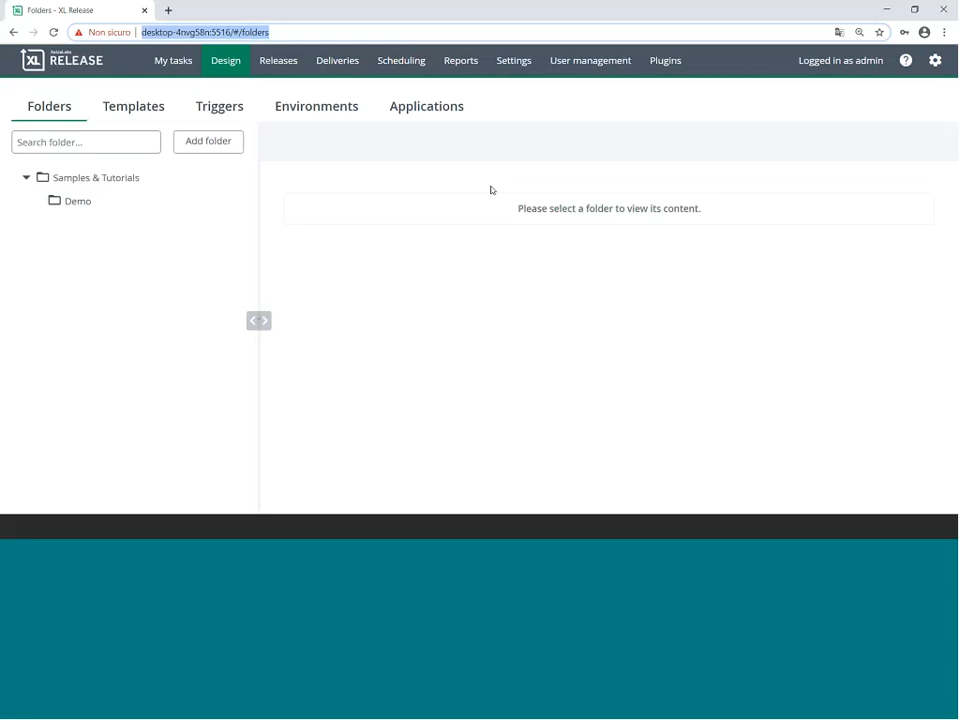 Folders - XL Release
Non sicuro
desktop-4nvg58n:5516/#/folders
XL RELEASE
My tasks
Design
Releases
Deliveries
Scheduling
Reports
Settings
User management
Plugins
Logged in as admin
Folders
Templates
Triggers
Environments
Applications
Search folder...
Add folder
Samples & Tutorials
Demo
Please select a folder to view its content.